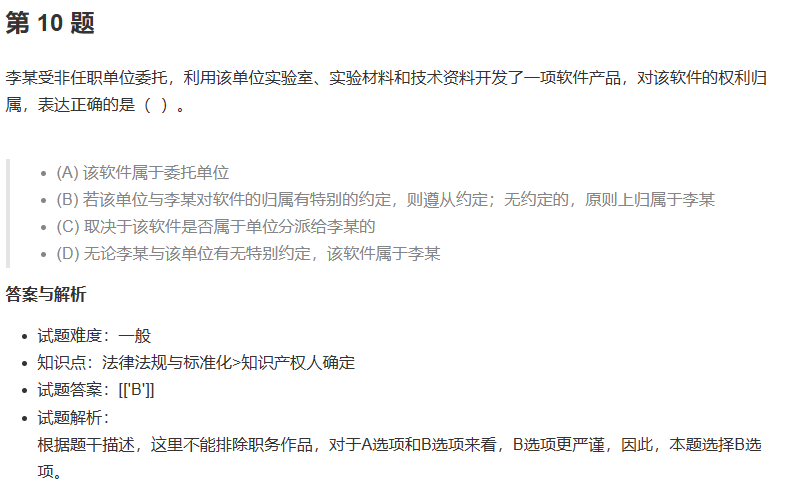 第 10 题
李某受非任职单位委托，利用该单位实验室、实验材料和技术资料开发了一项软件产品，对该软件的权利归
属，表达正确的是（ ）。
(A) 该软件属于委托单位
(B) 若该单位与李某对软件的归属有特别的约定，则遵从约定；无约定的，原则上归属于李某
(C) 取决于该软件是否属于单位分派给李某的
(D) 无论李某与该单位有无特别约定，该软件属于李某
答案与解析
试题难度：一般
知识点：法律法规与标准化>知识产权人确定
试题答案：[['B']]
试题解析：
根据题干描述，这里不能排除职务作品，对于A选项和B选项来看，B选项更严谨，因此，本题选择B选
项。